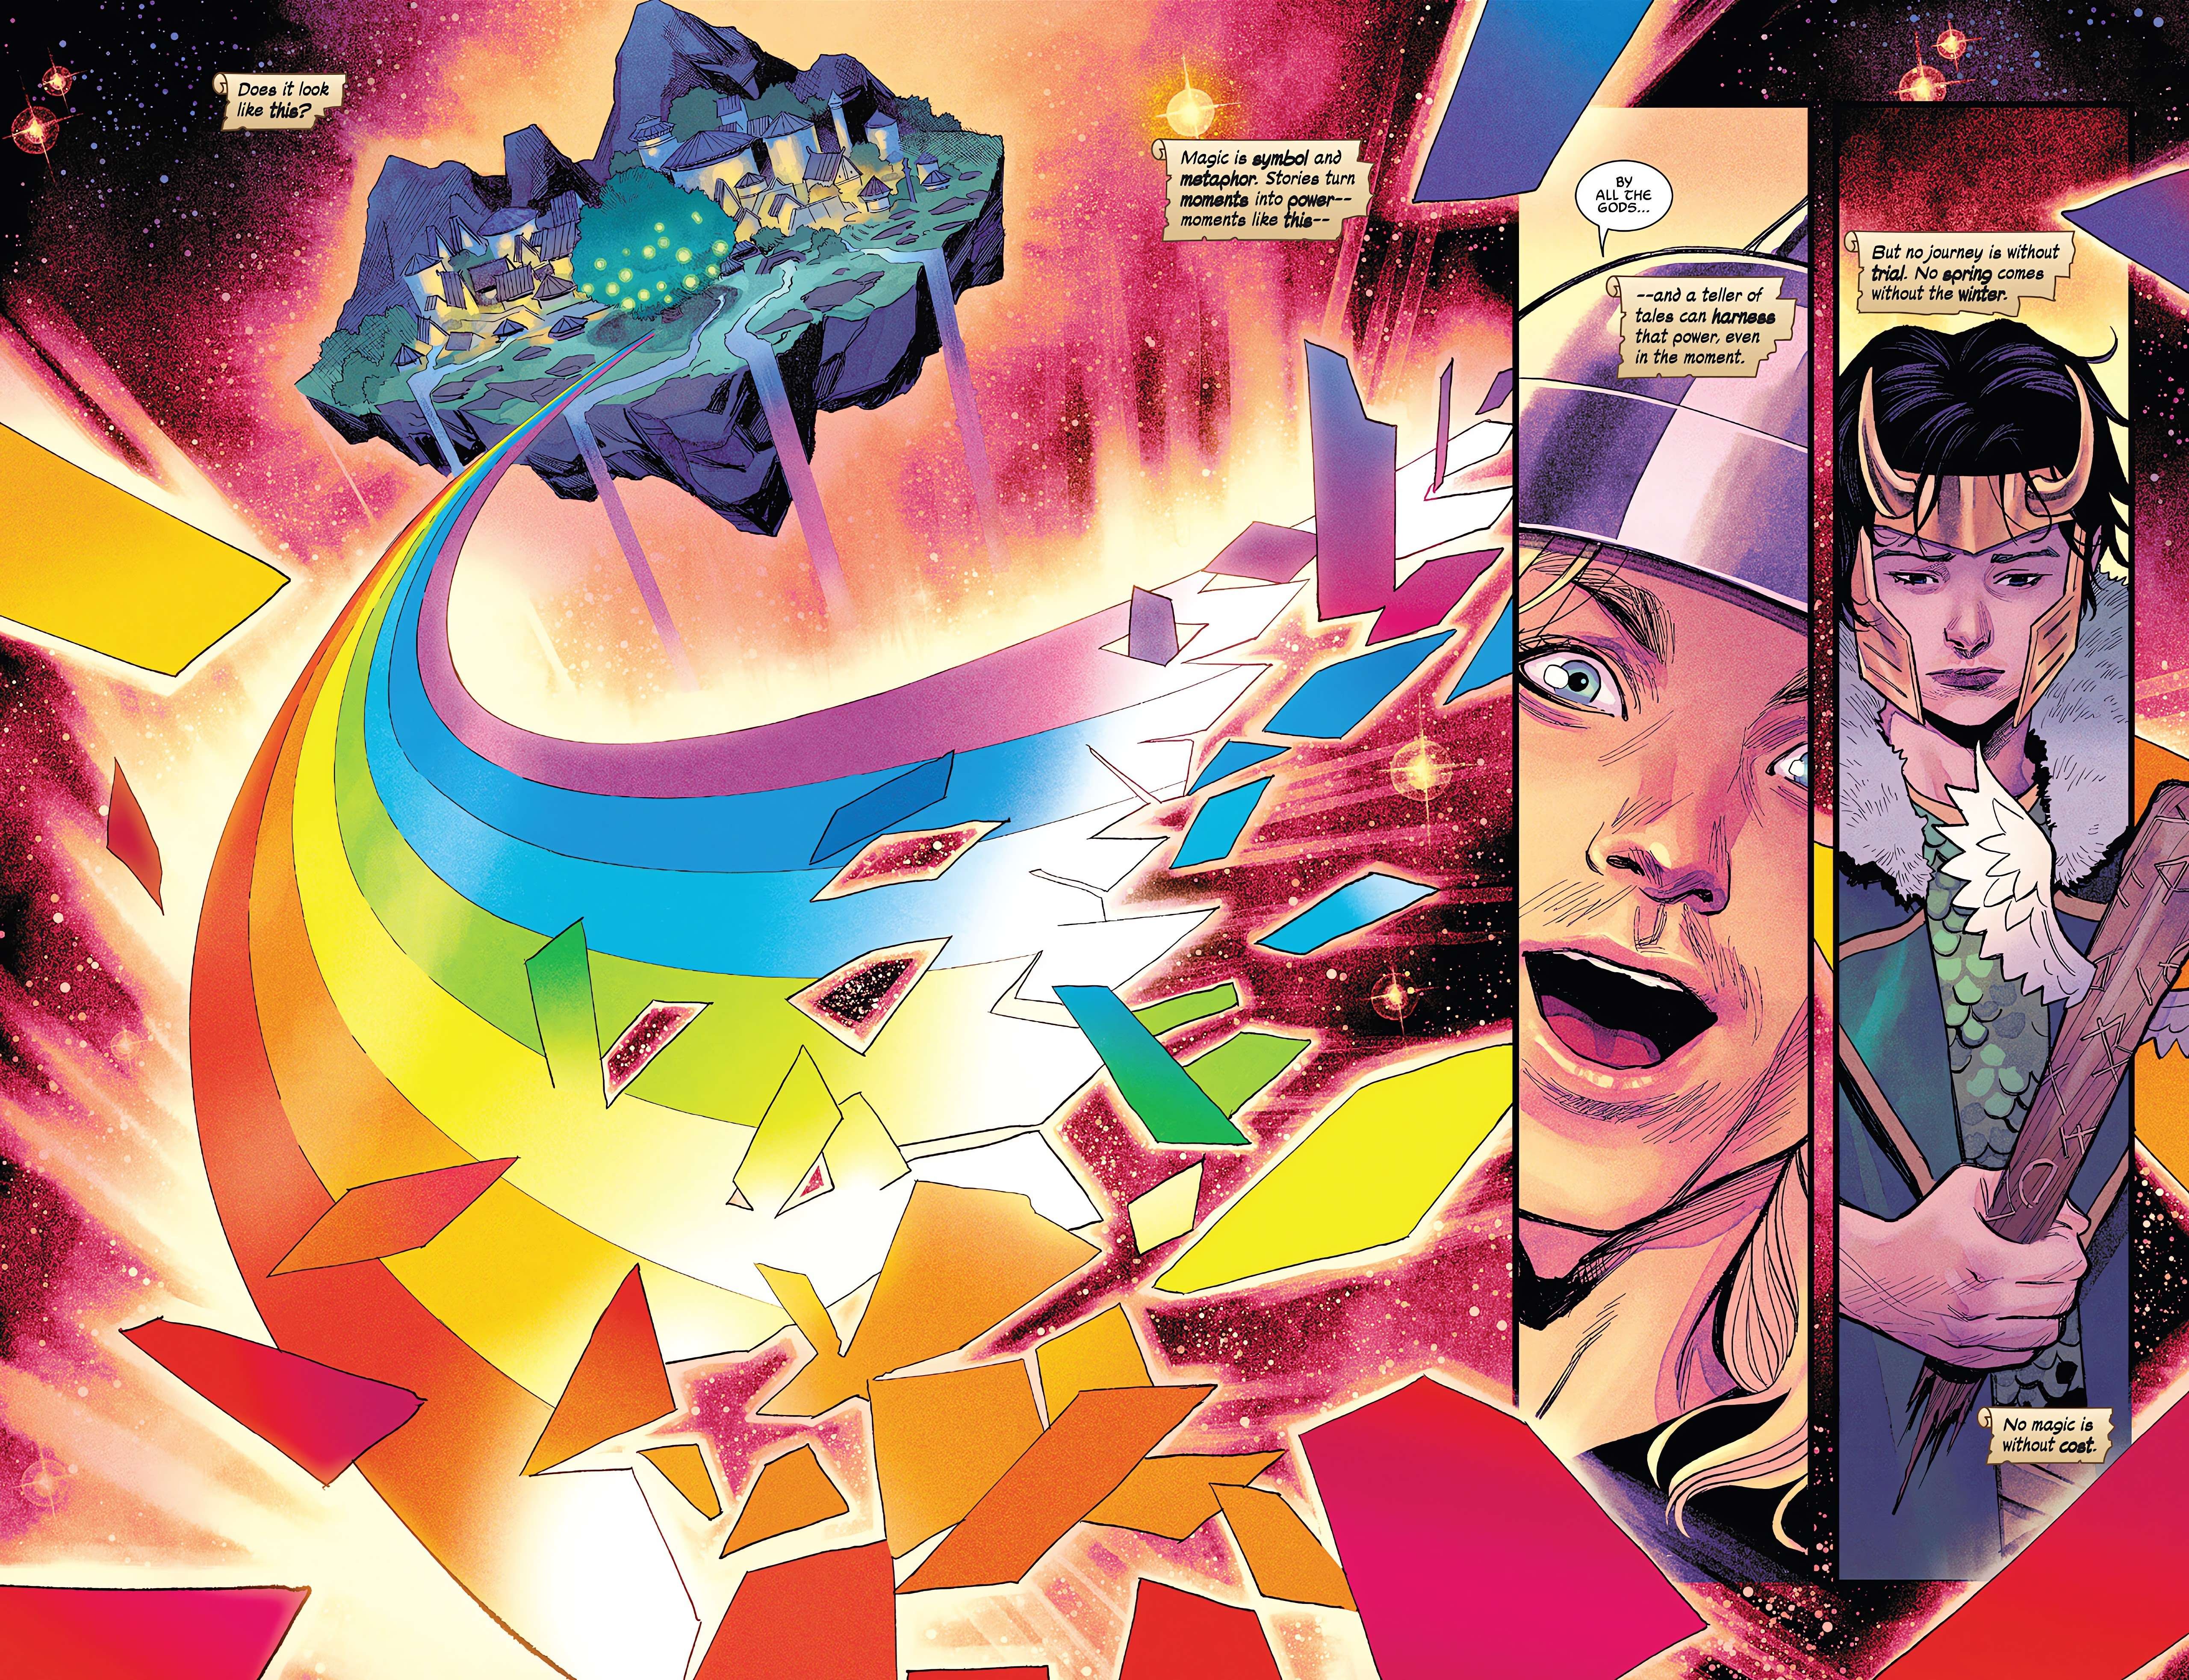 Does it look
like this?
Magic is symbol and
metaphor. Stories turn
moments into power--
moments like this--
BY
ALL THE
GODS...
--and a teller of
tales can harness
that power, even
in the moment.
But no journey is without
trial. No spring comes
without the winter.
No magic is
without cost.